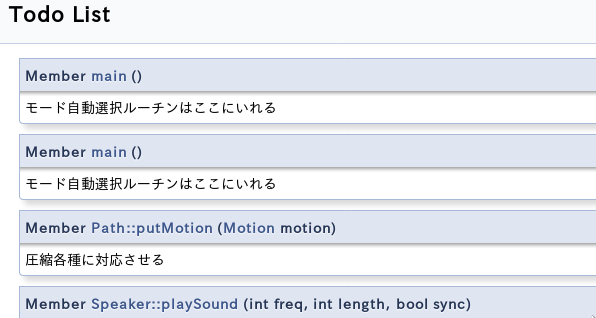 Todo List
Member main ()
モード自動選択ルーチンはここにいれる
Member main ()
モード自動選択ルーチンはここにいれる
Member Path::putMotion (Motion motion)
圧縮各種に対応させる
Member Speaker::playSound (int freq, int length, bool sync)